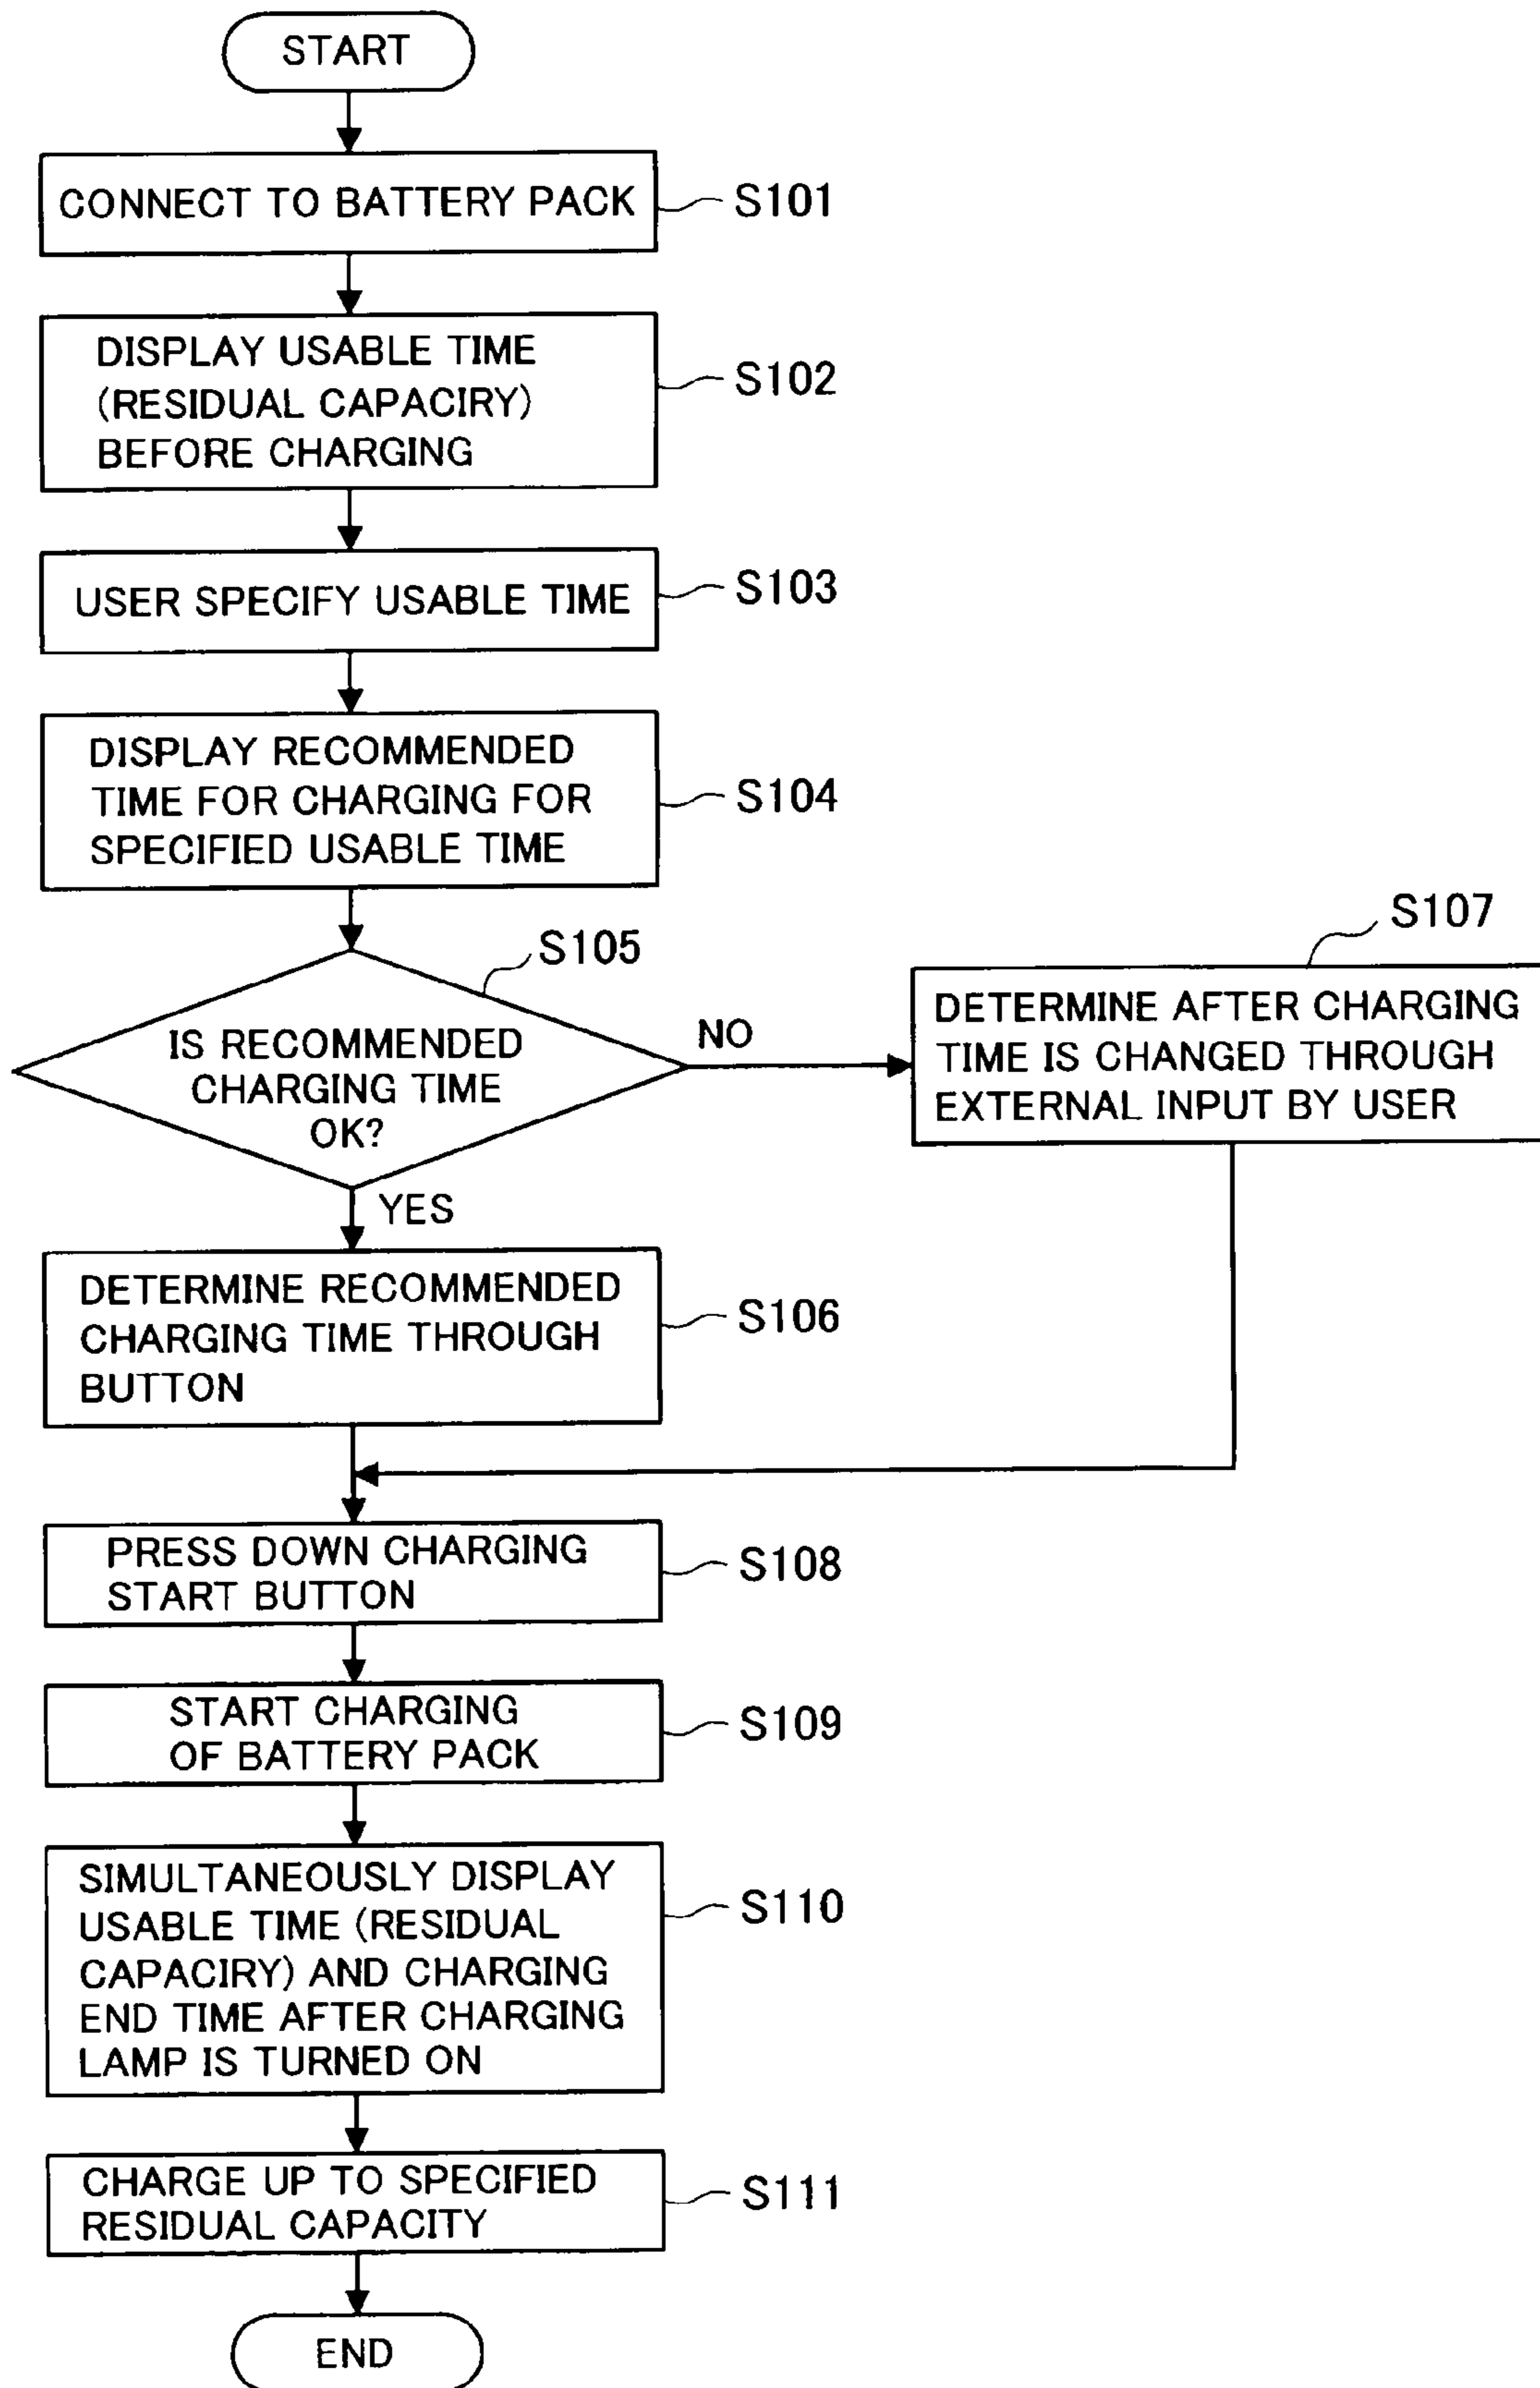 START
CONNECT TO BATTERY PACK
S101
DISPLAY USABLE TIME
(RESIDUAL CAPACIRY)
BEFORE CHARGING
S102
USER SPECIFY USABLE TIME
S103
DISPLAY RECOMMENDED
TIME FOR CHARGING FOR
SPECIFIED USABLE TIME
S104
S105
IS RECOMMENDED
CHARGING TIME
OK?
NO
S107
DETERMINE AFTER CHARGING
TIME IS CHANGED THROUGH
EXTERNAL INPUT BY USER
YES
DETERMINE RECOMMENDED
CHARGING TIME THROUGH
BUTTON
S106
PRESS DOWN CHARGING
START BUTTON
S108
START CHARGING
OF BATTERY PACK
S109
SIMULTANEOUSLY DISPLAY
USABLE TIME (RESIDUAL
CAPACIRY) AND CHARGING
END TIME AFTER CHARGING
LAMP IS TURNED ON
S110
CHARGE UP TO SPECIFIED
RESIDUAL CAPACITY
S111
END